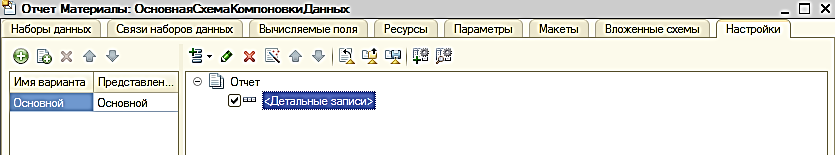 Отчет Материалы: ОсновнаяСхемаКомпоновкиДанных
Наборы данных Связи наборов данных Вычисляемые поля Ресурсы Параметры Макеты Вложенные схемы Настройки
Имя варианта Представлен...
Основной Основной
Отчет
<Детальные записи>